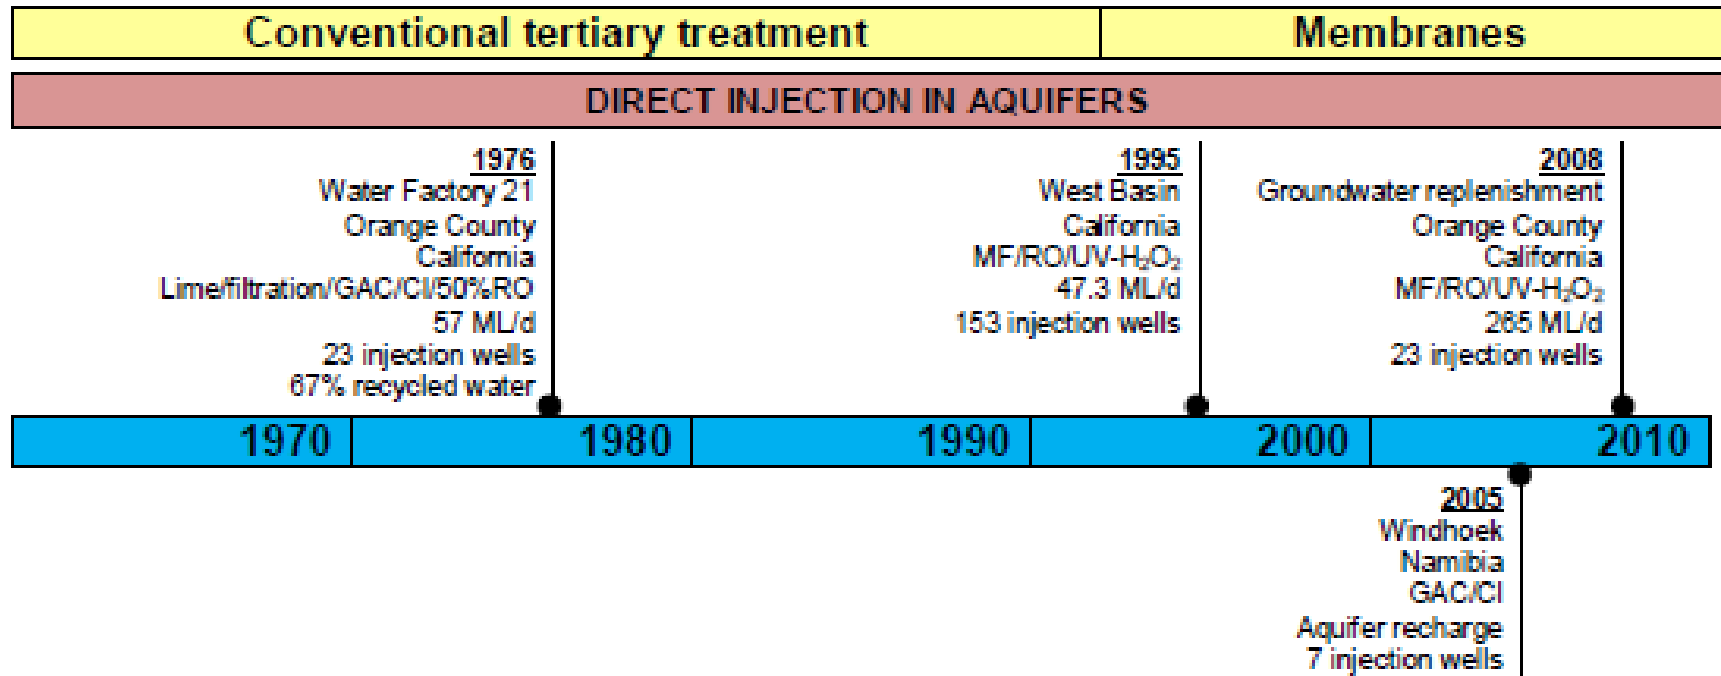 Conventional tertiary treatment
Membranes
DIRECT INJECTION IN AQUIFERS
1976
Water Factory 21
Orange County
California
Lime/filtration/GAC/Cl/50%RO
57 ML/d
23 injection wells
67% recycled water
1995
West Basin
California
MF/RO/UV-H₂O₂
47.3 ML/d
153 injection wells
2008
Groundwater replenishment
Orange County
California
MF/RO/UV-H₂O₂
265 ML/d
23 injection wells
1970
1980
1990
2000
2010
2005
Windhoek
Namibia
GAC/Cl
Aquifer recharge
7 injection wells